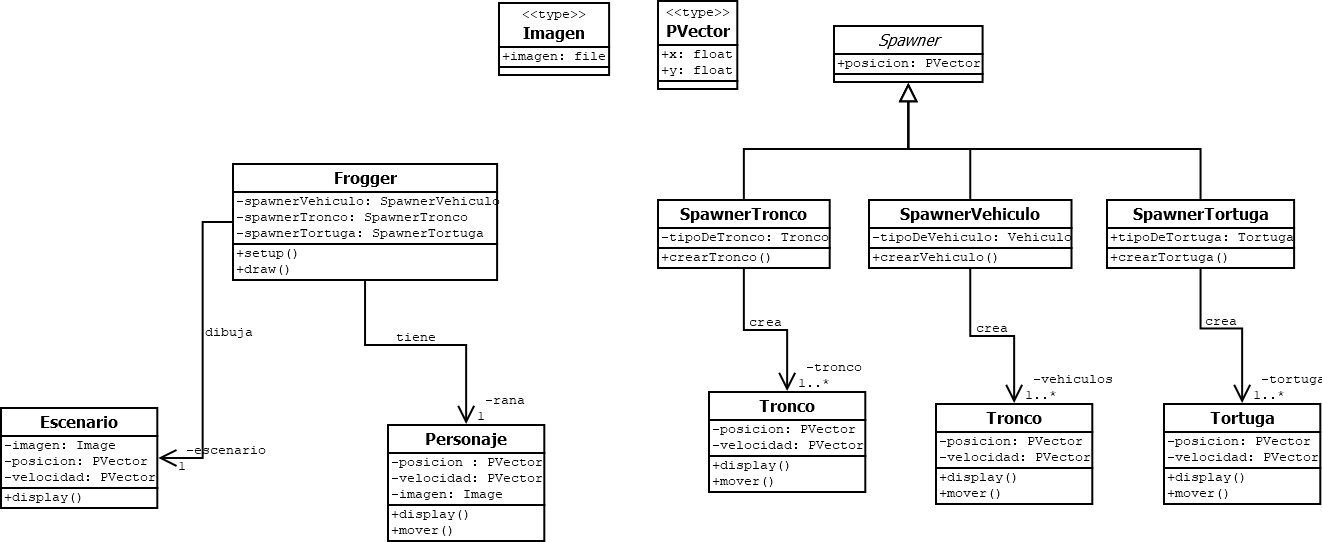 <<type>>
Imagen
+imagen: file
<<type>>
PVector
+x: float
+y: float
Spawner
+posicion: PVector
Frogger
-spawnerVehiculo: SpawnerVehiculo
-spawnerTronco: SpawnerTronco
-spawnerTortuga: SpawnerTortuga
+setup()
+draw()
SpawnerTronco
-tipoDeTronco: Tronco
+crearTronco()
SpawnerVehiculo
-tipoDeVehiculo: Vehiculo
+crearVehiculo()
SpawnerTortuga
+tipoDeTortuga: Tortuga
+crearTortuga()
dibuja
tiene
crea
crea
crea
-escenario
1
-rana
1
-tronco
1..*
-vehiculos
1..*
-tortuga
1..*
Escenario
-imagen: Image
-posicion: PVector
-velocidad: PVector
+display()
Personaje
-posicion : PVector
-velocidad: PVector
-imagen: Image
+display()
+mover()
Tronco
-posicion: PVector
-velocidad: PVector
+display()
+mover()
Tronco
-posicion: PVector
-velocidad: PVector
+display()
+mover()
Tortuga
-posicion: PVector
-velocidad: PVector
+display()
+mover()